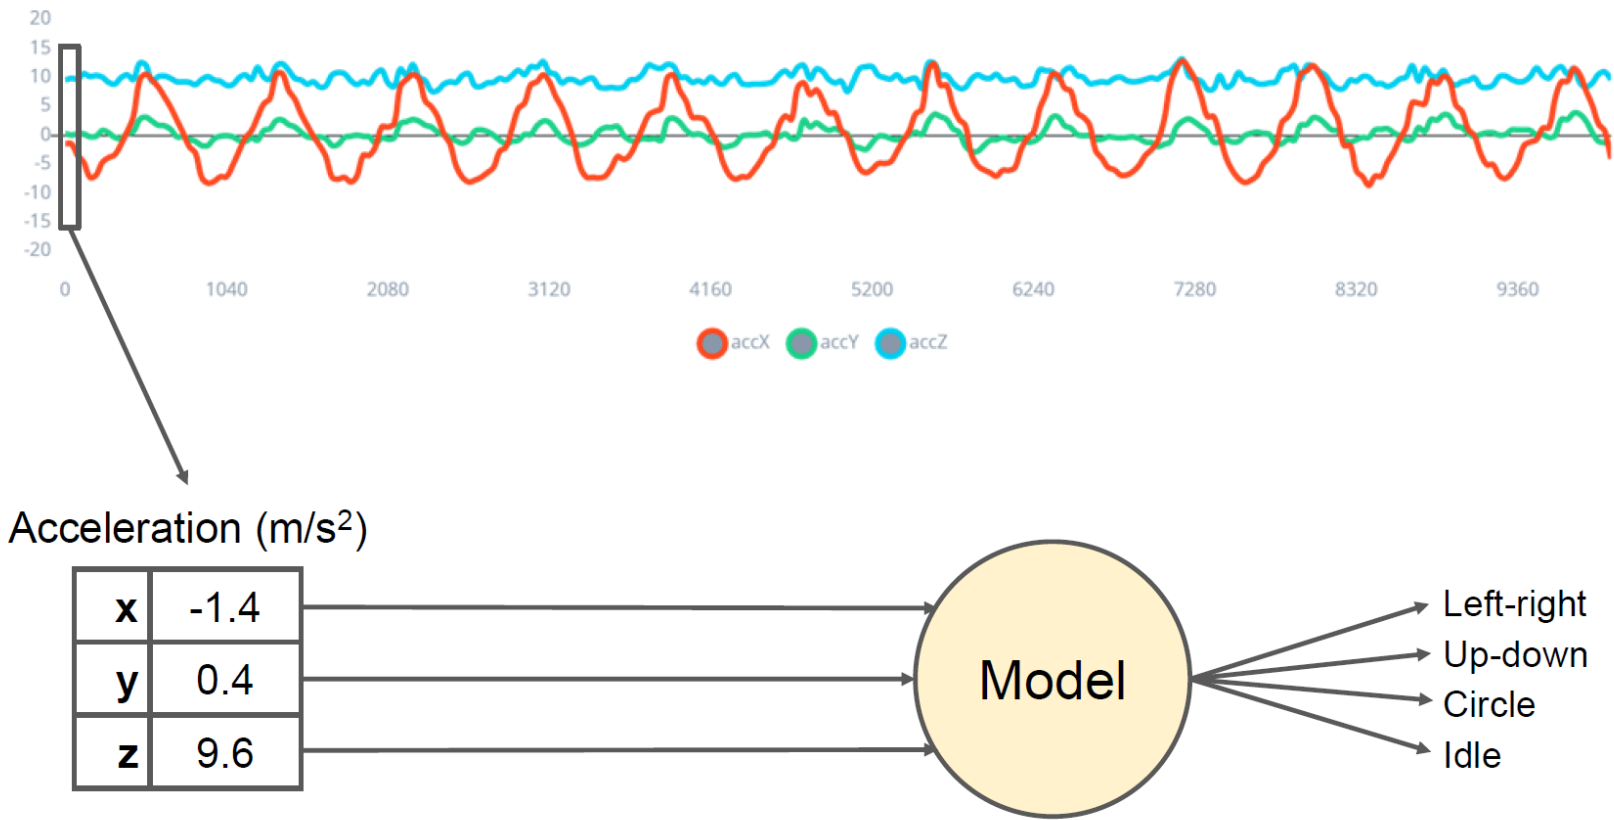 20
15
10
5
0
-5
-10
-15
-20
0 1040 2080 3120 4160 5200 6240 7280 8320 9360
accX accY accZ
Acceleration (m/s²)
x -1.4
y 0.4
z 9.6
Model
Left-right
Up-down
Circle
Idle